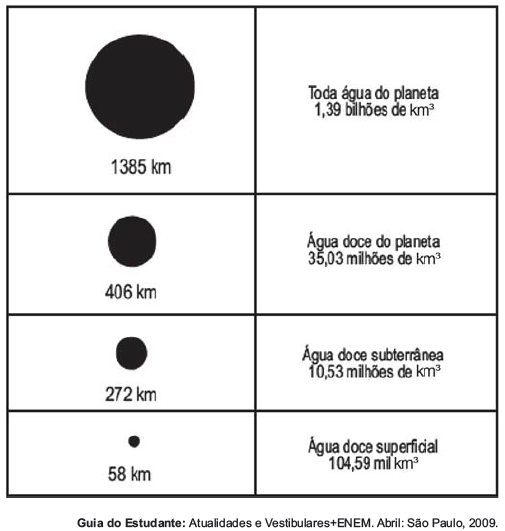 1385 km
Toda água do planeta
1,39 bilhões de km³
406 km
Água doce do planeta
35,03 milhões de km³
272 km
Água doce subterrânea
10,53 milhões de km³
58 km
Água doce superficial
104,59 mil km³
Guia do Estudante: Atualidades e Vestibulares+ENEM. Abril: São Paulo, 2009.